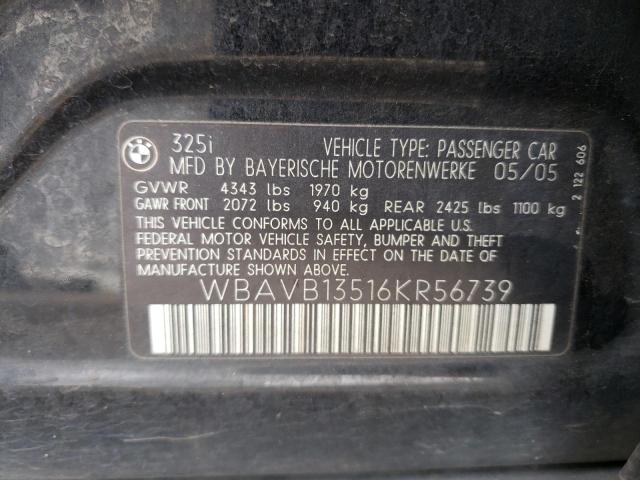 BMW
325i VEHICLE TYPE: PASSENGER CAR
MFD BY BAYERISCHE MOTORENWERKE 05/05
GVWR 4343 lbs 1970 kg
GAWR FRONT 2072 lbs 940 kg REAR 2425 lbs 1100 kg
THIS VEHICLE CONFORMS TO ALL APPLICABLE U.S.
FEDERAL MOTOR VEHICLE SAFETY, BUMPER AND THEFT
PREVENTION STANDARDS IN EFFECT ON THE DATE OF
MANUFACTURE SHOWN ABOVE.
WBAVB13516KR56739
2 122 606